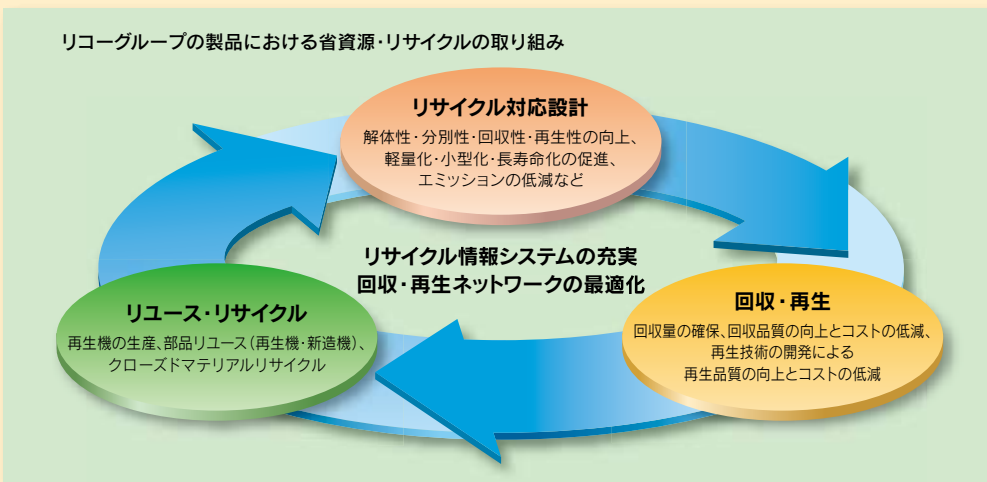 リコーグループの製品における省資源・リサイクルの取り組み
リサイクル対応設計
解体性・分別性・回収性・再生性の向上、
軽量化・小型化・長寿命化の促進、
エミッションの低減など
リサイクル情報システムの充実
回収・再生ネットワークの最適化
回収・再生
回収量の確保、回収品質の向上とコストの低減、
再生技術の開発による
再生品質の向上とコストの低減
リユース・リサイクル
再生機の生産、部品リユース（再生機・新造機）、
クローズドマテリアルリサイクル